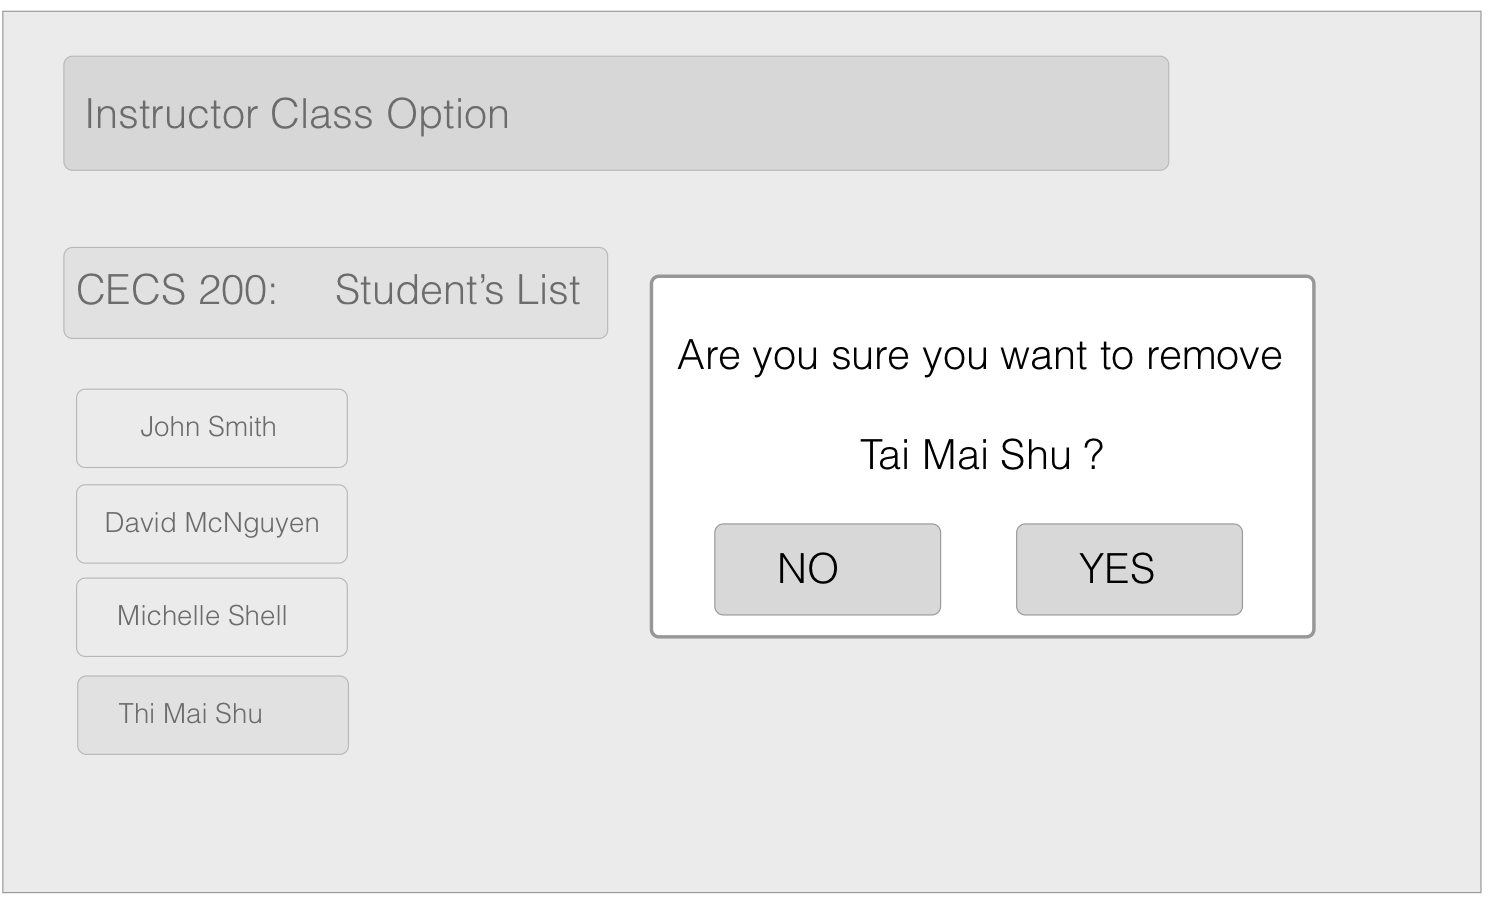 Instructor Class Option
CECS 200: Student’s List
John Smith
David McNguyen
Michelle Shell
Thi Mai Shu
Are you sure you want to remove
Tai Mai Shu ?
NO
YES